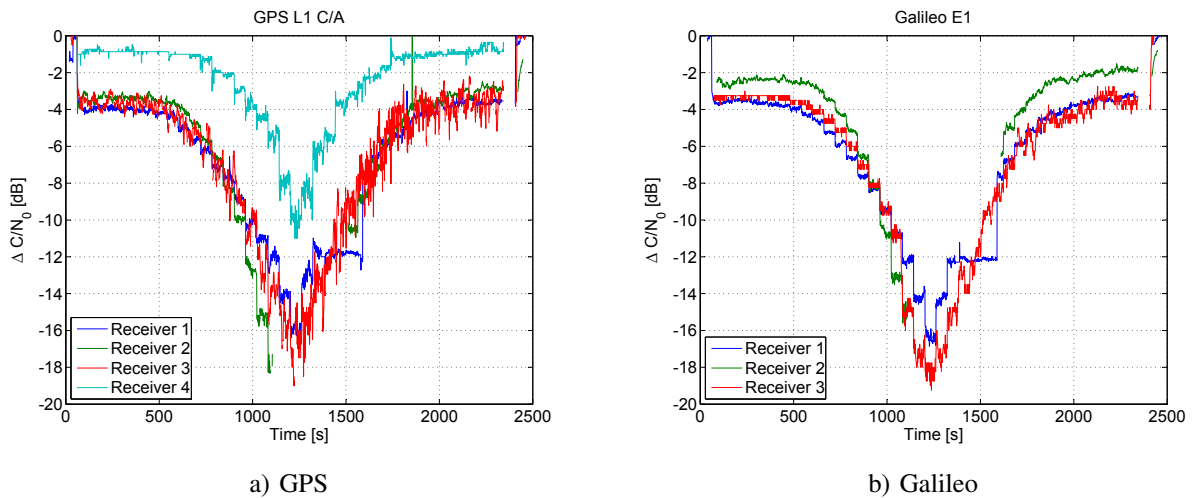 GPS L1 C/A
Δ C/N0 [dB]
0
-2
-4
-6
-8
-10
-12
-14
-16
-18
-20
Receiver 1
Receiver 2
Receiver 3
Receiver 4
0 500 1000 1500 2000 2500
Time [s]
a) GPS
Galileo E1
Δ C/N0 [dB]
0
-2
-4
-6
-8
-10
-12
-14
-16
-18
-20
Receiver 1
Receiver 2
Receiver 3
0 500 1000 1500 2000 2500
Time [s]
b) Galileo